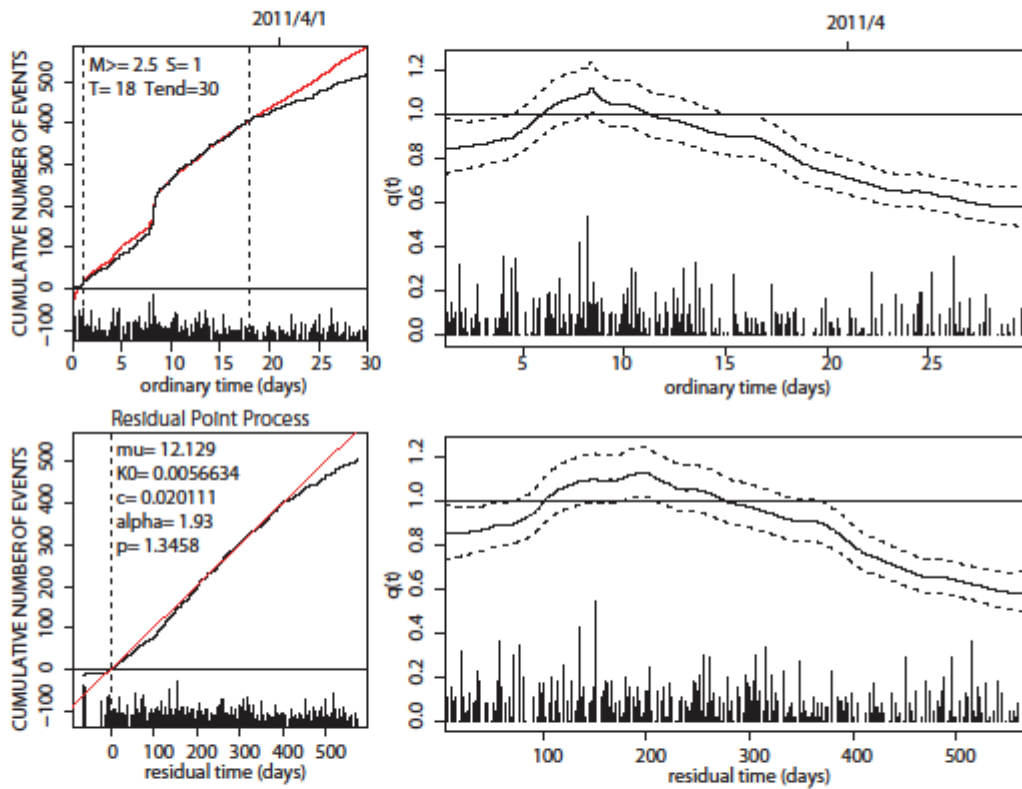 2011/4/1
M>= 2.5 S= 1
T= 18 Tend=30
CUMULATIVE NUMBER OF EVENTS
-100 0 100 200 300 400 500
0 5 10 15 20 25 30
ordinary time (days)
2011/4
q(t)
0.0 0.2 0.4 0.6 0.8 1.0 1.2
5 10 15 20 25
ordinary time (days)
Residual Point Process
mu= 12.129
K0= 0.0056634
c= 0.020111
alpha= 1.93
p= 1.3458
CUMULATIVE NUMBER OF EVENTS
-100 0 100 200 300 400 500
0 100 200 300 400 500
residual time (days)
q(t)
0.0 0.2 0.4 0.6 0.8 1.0 1.2
100 200 300 400 500
residual time (days)